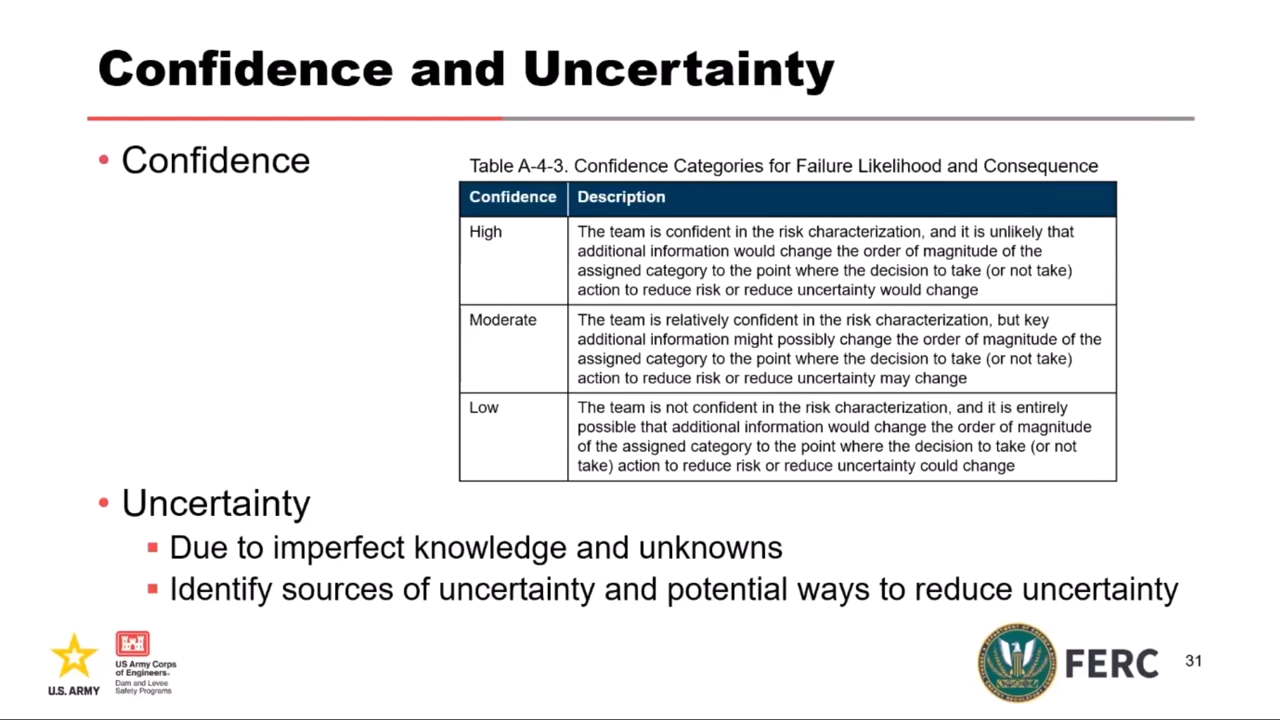 Confidence and Uncertainty
• Confidence
Table A-4-3. Confidence Categories for Failure Likelihood and Consequence
Confidence Description
High The team is confident in the risk characterization, and it is unlikely that
additional information would change the order of magnitude of the
assigned category to the point where the decision to take (or not take)
action to reduce risk or reduce uncertainty would change
Moderate The team is relatively confident in the risk characterization, but key
additional information might possibly change the order of magnitude of the
assigned category to the point where the decision to take (or not take)
action to reduce risk or reduce uncertainty may change
Low The team is not confident in the risk characterization, and it is entirely
possible that additional information would change the order of magnitude
of the assigned category to the point where the decision to take (or not
take) action to reduce risk or reduce uncertainty could change
• Uncertainty
▪ Due to imperfect knowledge and unknowns
▪ Identify sources of uncertainty and potential ways to reduce uncertainty
U.S. ARMY
US Army Corps
of Engineers.
Dam and Levee
Safety Programs
FERC
31